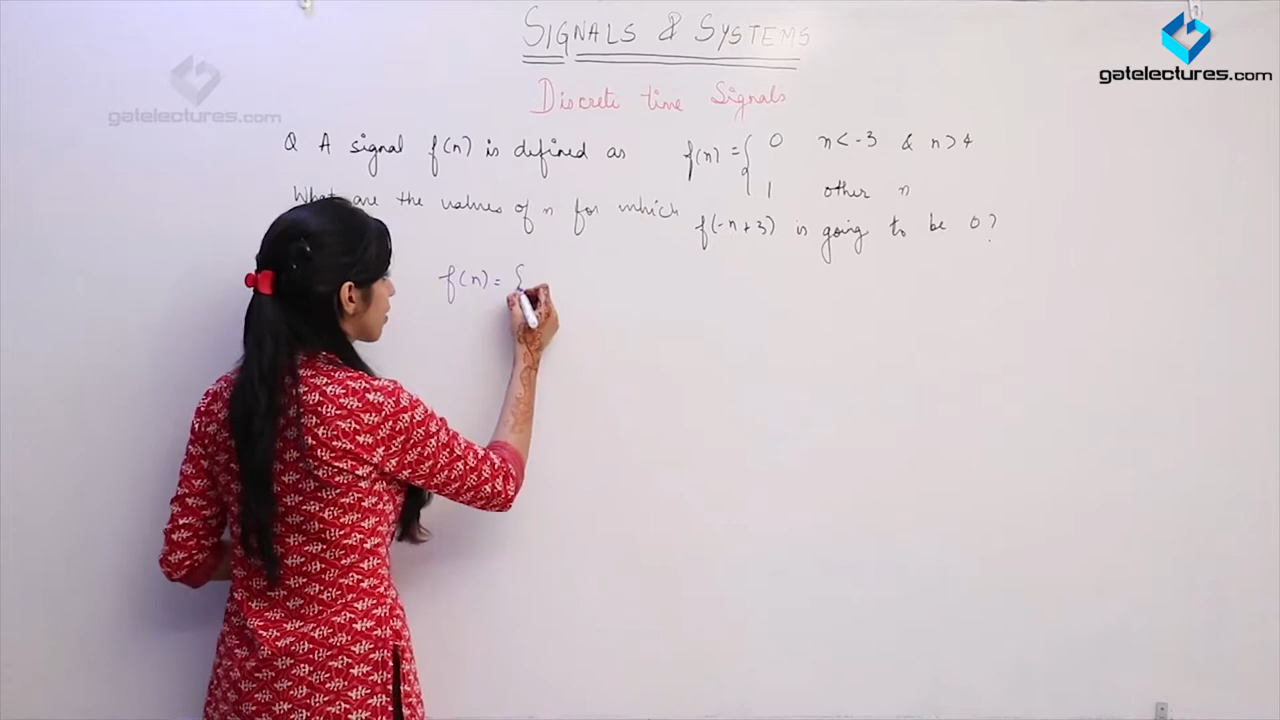 SIGNALS & SYSTEMS
gatelectures.com
gatelectures.com
Discrete time Signals
Q A signal f(n) is defined as f(n) = { 0 n < -3 & n > 4
1 other n
What are the values of n for which f(-n+3) is going to be 0?
f(n) = {